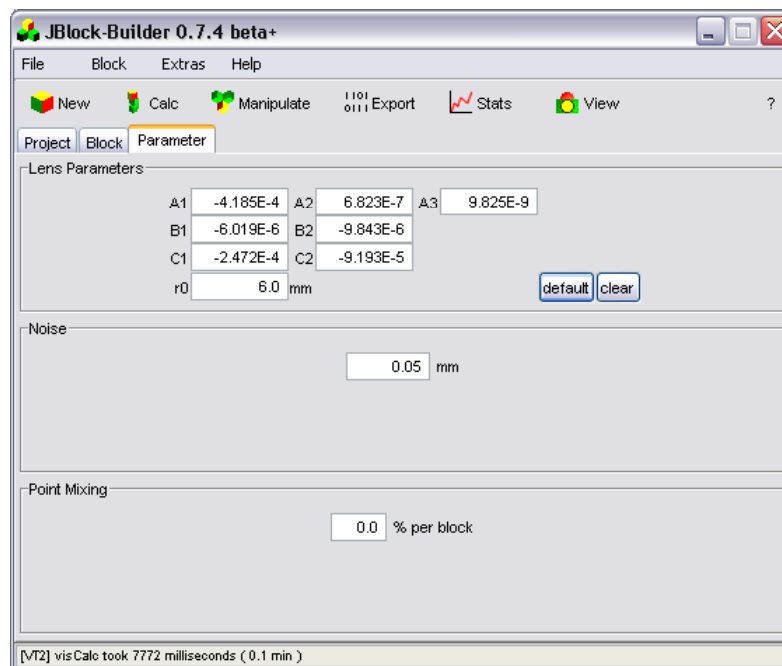 JBlock-Builder 0.7.4 beta+
File Block Extras Help
New Calc Manipulate 1101 0111 Export Stats View ?
Project Block Parameter
Lens Parameters
A1 -4.185E-4 A2 6.823E-7 A3 9.825E-9
B1 -6.019E-6 B2 -9.843E-6
C1 -2.472E-4 C2 -9.193E-5
r0 6.0 mm default clear
Noise
0.05 mm
Point Mixing
0.0 % per block
[VT2] visCalc took 7772 milliseconds ( 0.1 min )